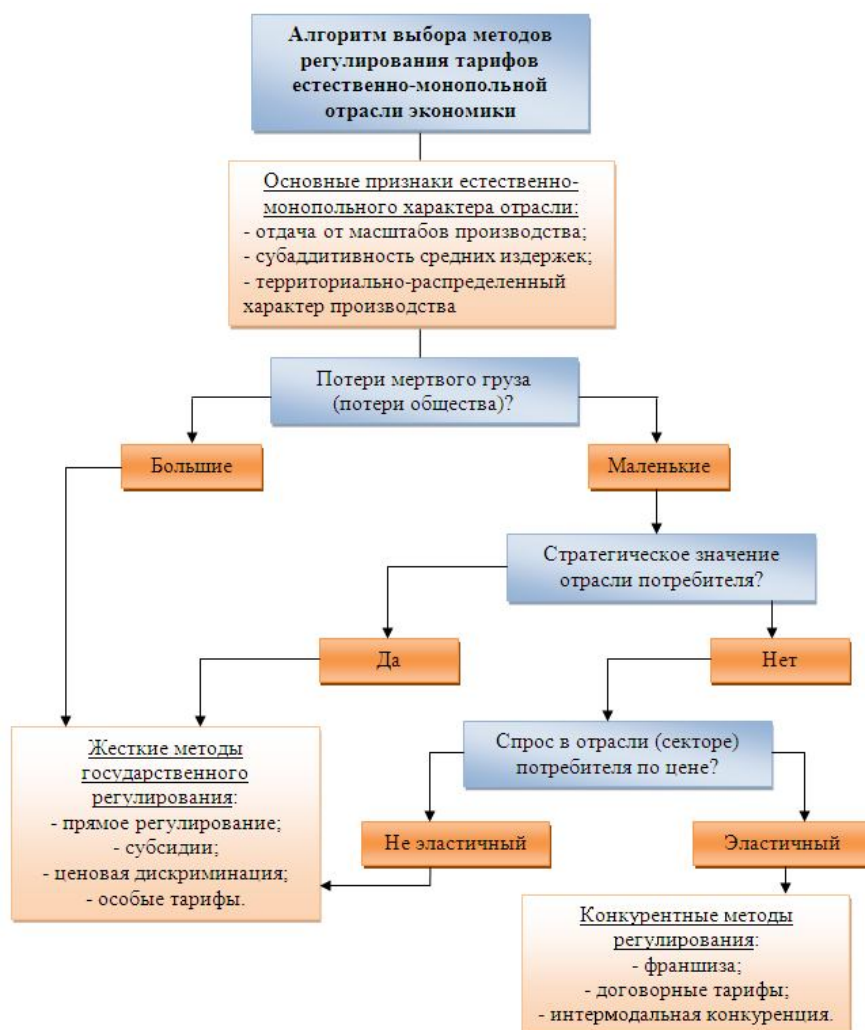 Алгоритм выбора методов
регулирования тарифов
естественно-монопольной
отрасли экономики
Основные признаки естественно-
монопольного характера отрасли:
- отдача от масштабов производства;
- субаддитивность средних издержек;
- территориально-распределенный
характер производства
Потери мертвого груза
(потери общества)?
Большие
Маленькие
Стратегическое значение
отрасли потребителя?
Да
Нет
Жесткие методы
государственного
регулирования:
- прямое регулирование;
- субсидии;
- ценовая дискриминация;
- особые тарифы.
Спрос в отрасли (секторе)
потребителя по цене?
Не эластичный
Эластичный
Конкурентные методы
регулирования:
- франшиза;
- договорные тарифы;
- интермодальная конкуренция.